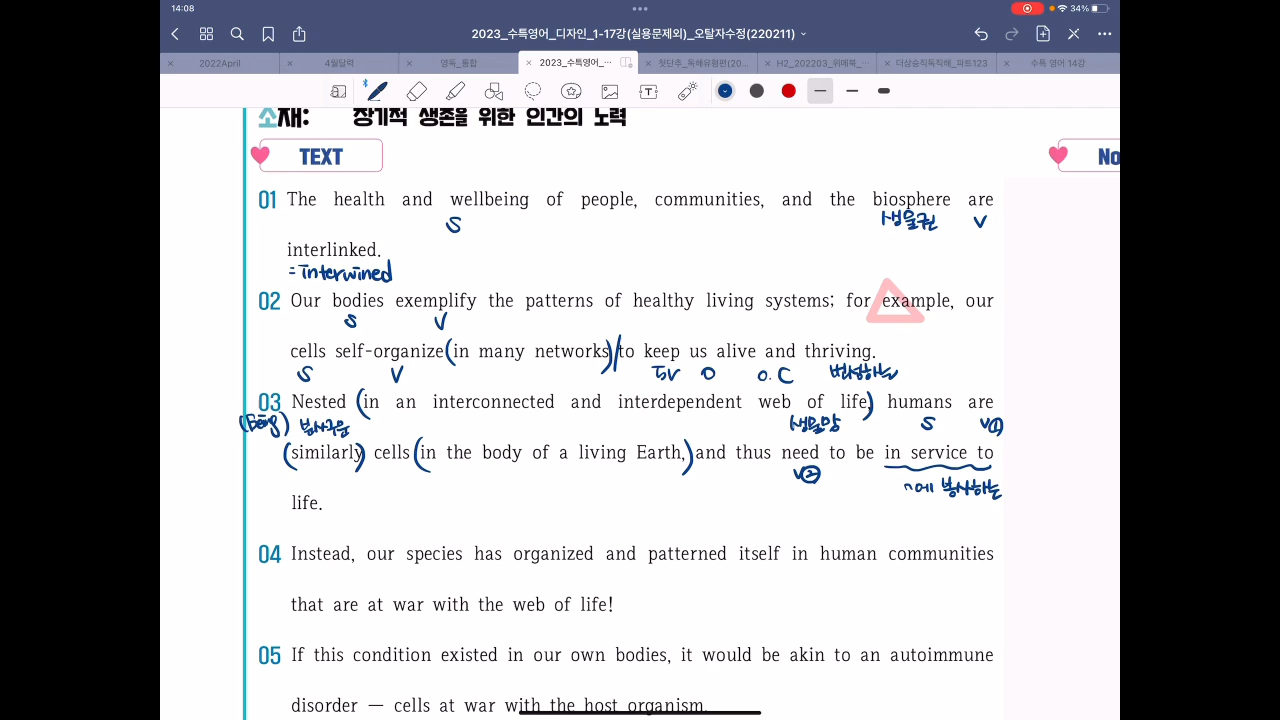 14:08
34%
2023_수특영어_디자인_1-17강(실용문제외)_오탈자수정(220211)
2022April
4월달력
영독_통합
2023_수특영어_...
첫단추_독해유형편(20...
H2_202203_위메북_...
더상승직독직해_파트123
수특 영어 14강
소재: 장기적 생존을 위한 인간의 노력
TEXT
No
01 The health and wellbeing of people, communities, and the biosphere are
S 생물권 V
interlinked.
= Interwined
02 Our bodies exemplify the patterns of healthy living systems; for example, our
S V
cells self-organize (in many networks) / to keep us alive and thriving.
S V O O.C 번성하는
03 Nested (in an interconnected and interdependent web of life) humans are
(Being) 분사구문 생물망 S V①
(similarly) cells (in the body of a living Earth,) and thus need to be in service to
V② ~에 봉사하는
life.
04 Instead, our species has organized and patterned itself in human communities
that are at war with the web of life!
05 If this condition existed in our own bodies, it would be akin to an autoimmune
disorder — cells at war with the host organism.